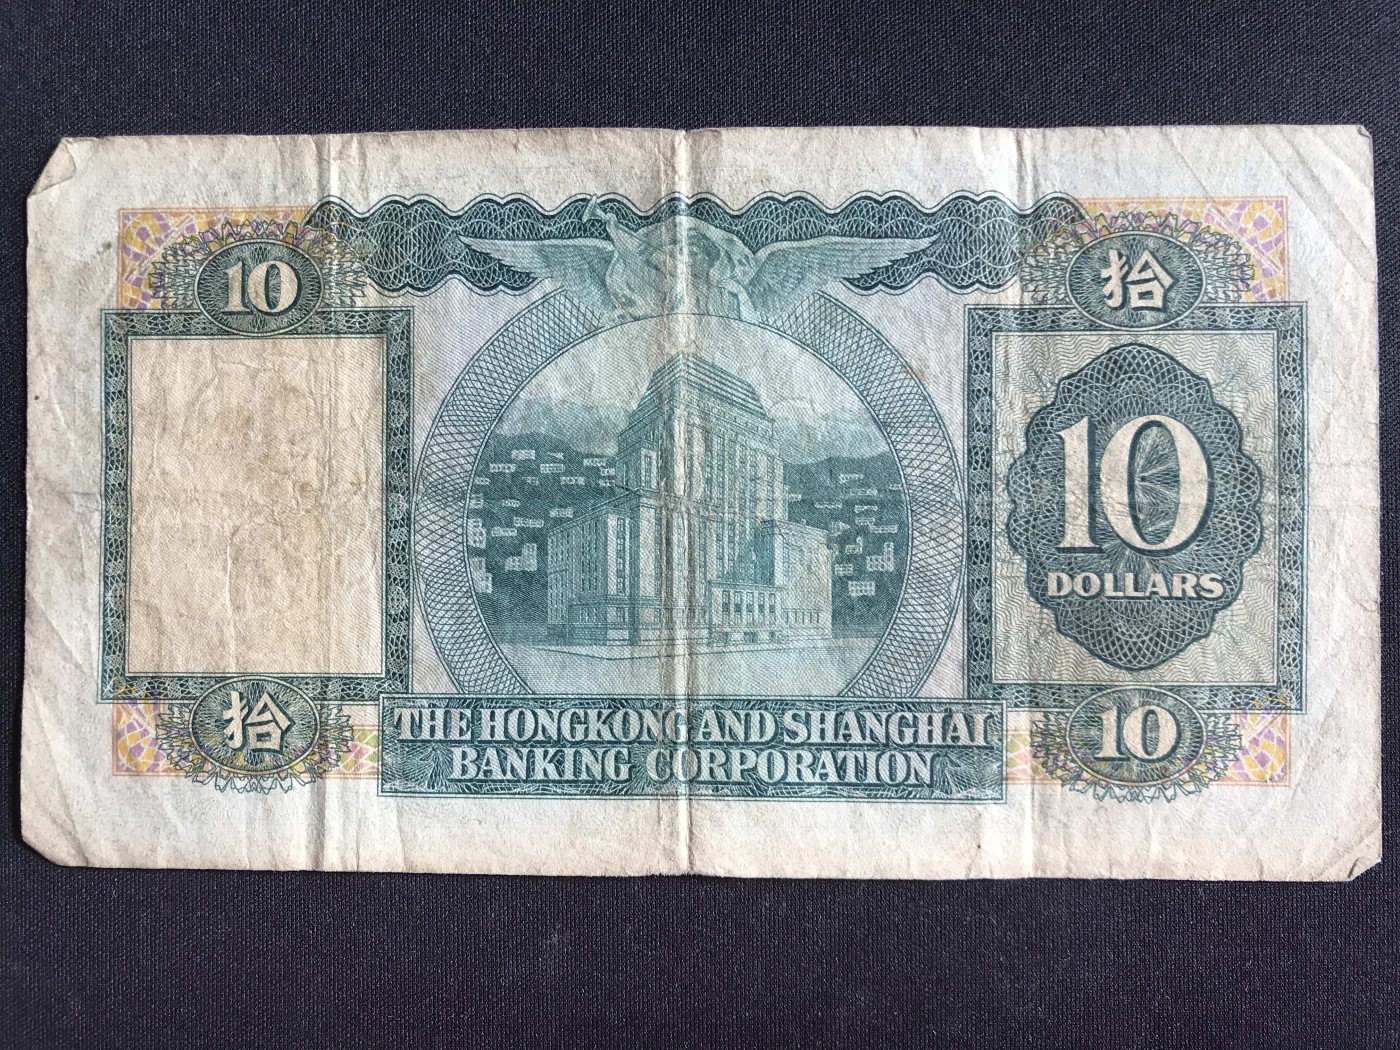 10
拾
10
DOLLARS
拾
10
THE HONGKONG AND SHANGHAI
BANKING CORPORATION